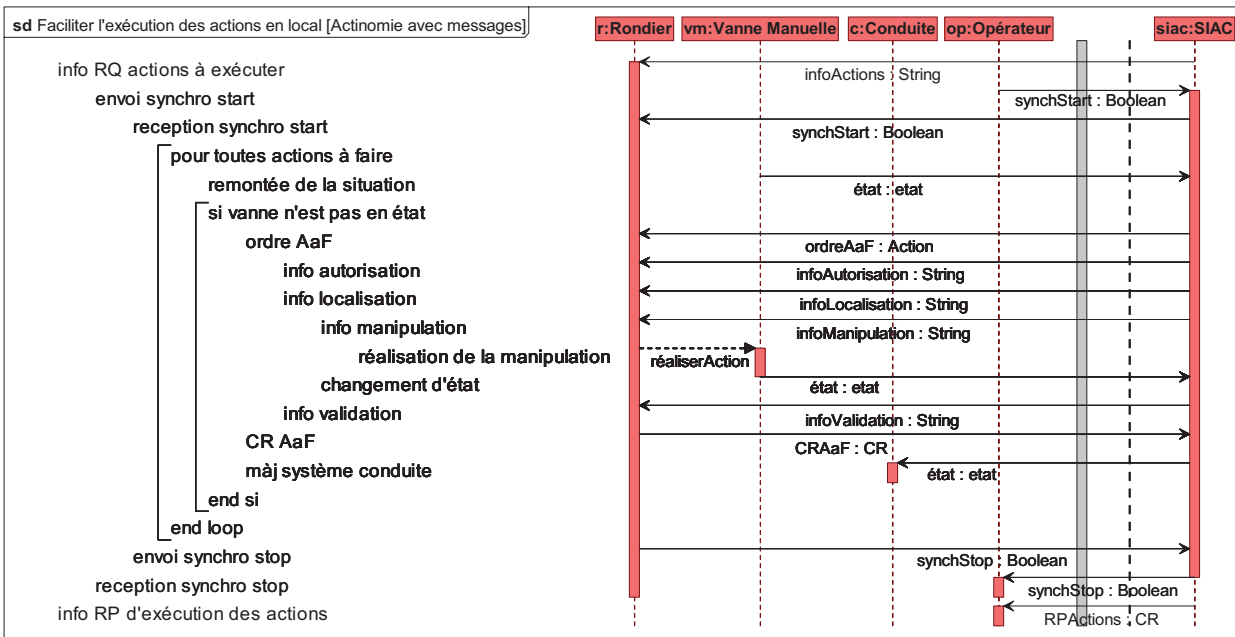 sd Faciliter l'exécution des actions en local [Actinomie avec messages]
r:Rondier
vm:Vanne Manuelle
c:Conduite
op:Opérateur
siac:SIAC
info RQ actions à exécuter
infoActions : String
envoi synchro start
synchStart : Boolean
reception synchro start
synchStart : Boolean
pour toutes actions à faire
remontée de la situation
état : etat
si vanne n'est pas en état
ordre AaF
ordreAaF : Action
info autorisation
infoAutorisation : String
info localisation
infoLocalisation : String
info manipulation
infoManipulation : String
réalisation de la manipulation
réaliserAction
changement d'état
état : etat
info validation
infoValidation : String
CR AaF
CRAaF : CR
màj système conduite
état : etat
end si
end loop
envoi synchro stop
synchStop : Boolean
reception synchro stop
synchStop : Boolean
info RP d'exécution des actions
RPActions : CR